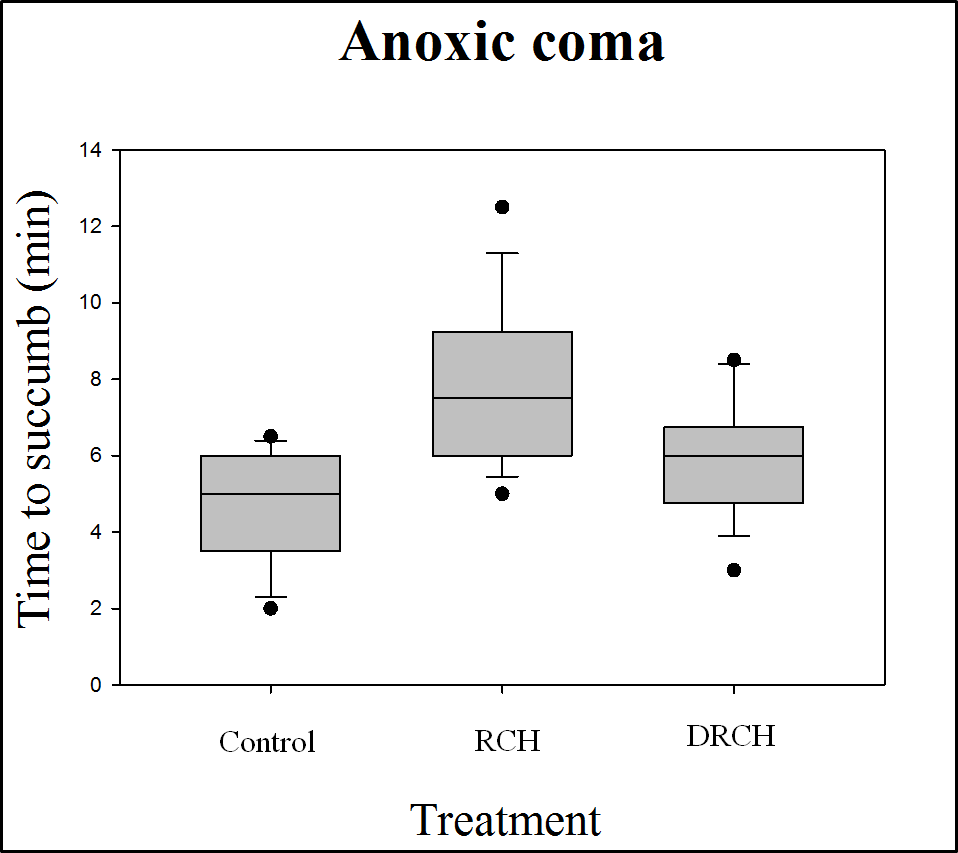 Anoxic coma
Time to succumb (min)
14
12
10
8
6
4
2
0
Control RCH DRCH
Treatment